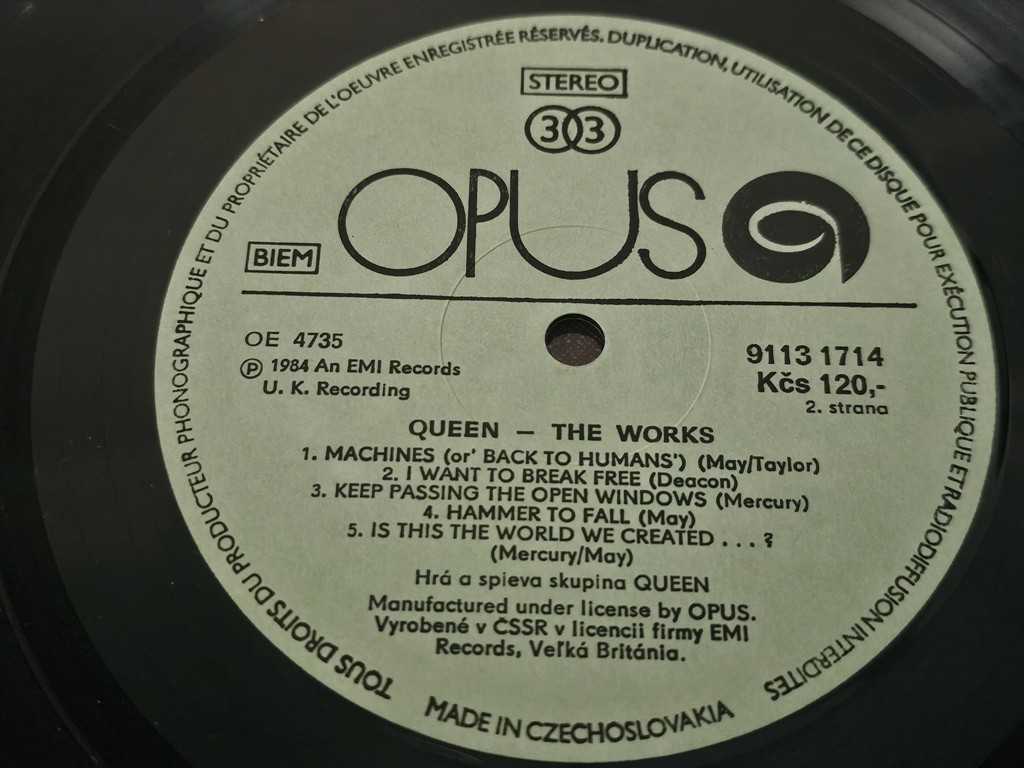 TOUS DROITS DU PRODUCTEUR PHONOGRAPHIQUE ET DU PROPRIÉTAIRE DE L'OEUVRE ENREGISTRÉE RÉSERVÉS. DUPLICATION, UTILISATION DE CE DISQUE POUR EXÉCUTION PUBLIQUE ET RADIODIFFUSION INTERDITES
STEREO
33
OPUS
BIEM
OE 4735
Ⓟ 1984 An EMI Records
U. K. Recording
9113 1714
Kčs 120,-
2. strana
QUEEN — THE WORKS
1. MACHINES (or' BACK TO HUMANS') (May/Taylor)
2. I WANT TO BREAK FREE (Deacon)
3. KEEP PASSING THE OPEN WINDOWS (Mercury)
4. HAMMER TO FALL (May)
5. IS THIS THE WORLD WE CREATED . . . ?
(Mercury/May)
Hrá a spieva skupina QUEEN
Manufactured under license by OPUS.
Vyrobené v ČSSR v licencii firmy EMI
Records, Veľká Británia.
MADE IN CZECHOSLOVAKIA